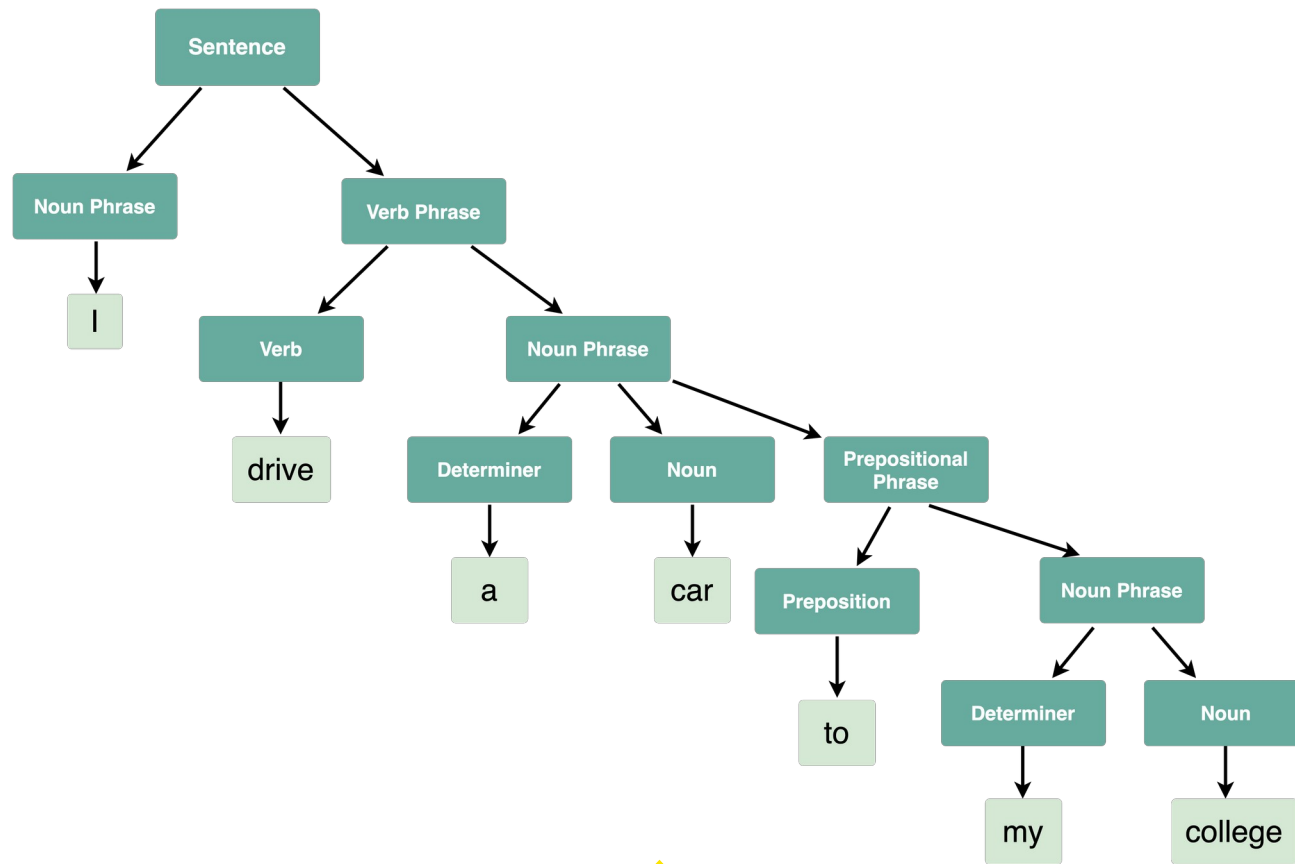 Sentence
Noun Phrase
Verb Phrase
I
Verb
Noun Phrase
drive
Determiner
Noun
Prepositional
Phrase
a
car
Preposition
Noun Phrase
to
Determiner
Noun
my
college